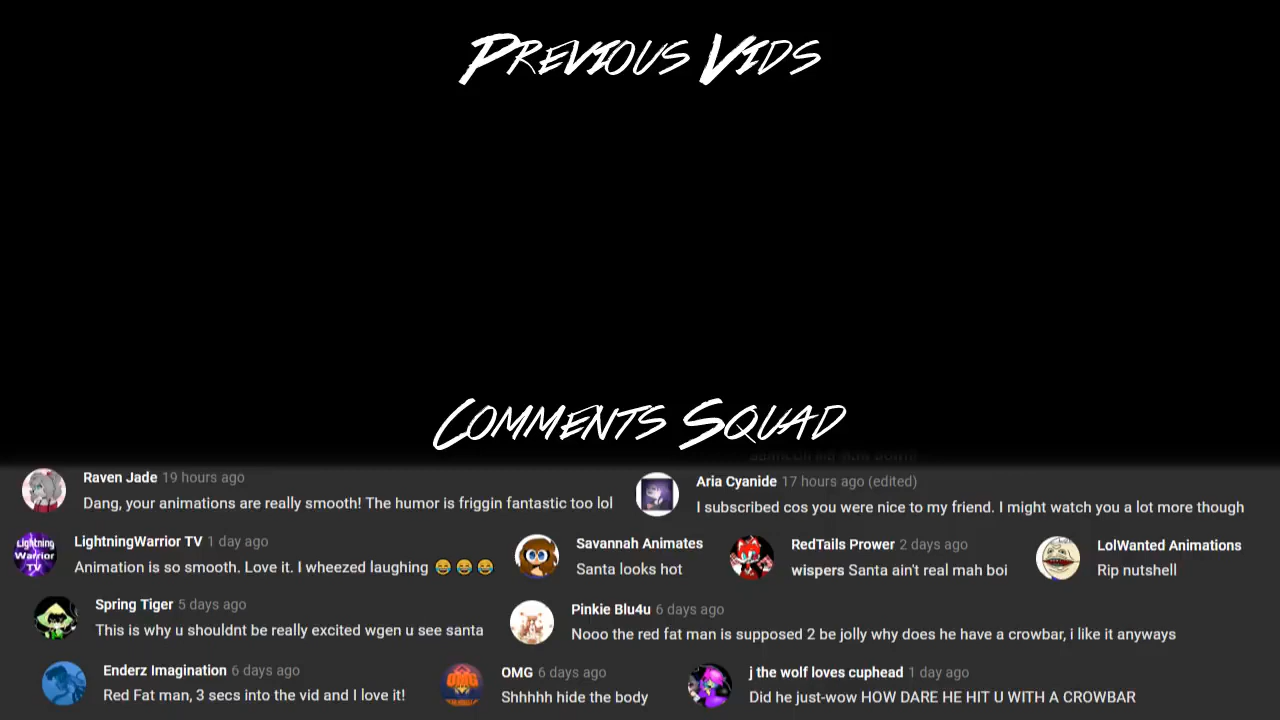 Previous Vids
Comments Squad
Raven Jade 19 hours ago
Dang, your animations are really smooth! The humor is friggin fantastic too lol
Aria Cyanide 17 hours ago (edited)
I subscribed cos you were nice to my friend. I might watch you a lot more though
Lightning
Warrior
TV
LightningWarrior TV 1 day ago
Animation is so smooth. Love it. I wheezed laughing 😂 😂 😂
Savannah Animates
Santa looks hot
RedTails Prower 2 days ago
wispers Santa ain't real mah boi
LolWanted Animations
Rip nutshell
Spring Tiger 5 days ago
This is why u shouldnt be really excited wgen u see santa
Pinkie Blu4u 6 days ago
Nooo the red fat man is supposed 2 be jolly why does he have a crowbar, i like it anyways
Enderz Imagination 6 days ago
Red Fat man, 3 secs into the vid and I love it!
OMG
OMG 6 days ago
Shhhhh hide the body
j the wolf loves cuphead 1 day ago
Did he just-wow HOW DARE HE HIT U WITH A CROWBAR